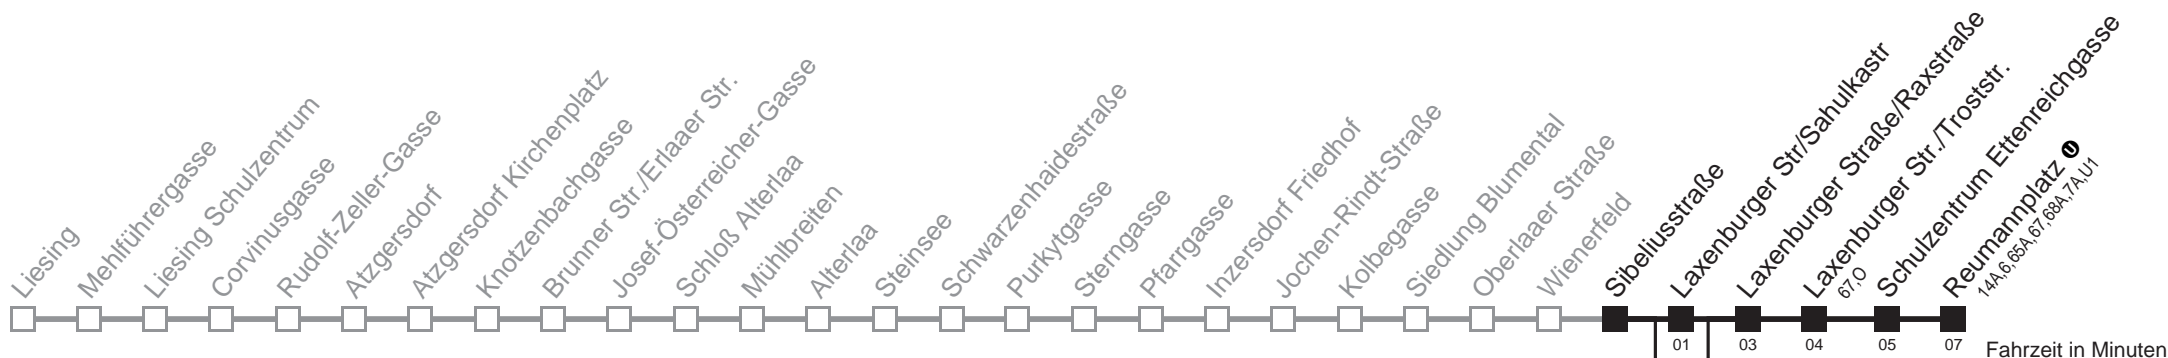 Liesing
Mehlführergasse
Liesing Schulzentrum
Corvinusgasse
Rudolf-Zeller-Gasse
Atzgersdorf
Atzgersdorf Kirchenplatz
Knotzenbachgasse
Brunner Str./Erlaaer Str.
Josef-Österreicher-Gasse
Schloß Alterlaa
Mühlbreiten
Alterlaa
Steinsee
Schwarzenhaidestraße
Purkytgasse
Sterngasse
Pfarrgasse
Inzersdorf Friedhof
Jochen-Rindt-Straße
Kolbegasse
Siedlung Blumental
Oberlaaer Straße
Wienerfeld
Sibeliusstraße
Laxenburger Str/Sahulkastr
Laxenburger Straße/Raxstraße
Laxenburger Str./Troststr.
67,O
Schulzentrum Ettenreichgasse
Reumannplatz U
14A,6,65A,67,68A,7A,U1
01 03 04 05 07 Fahrzeit in Minuten